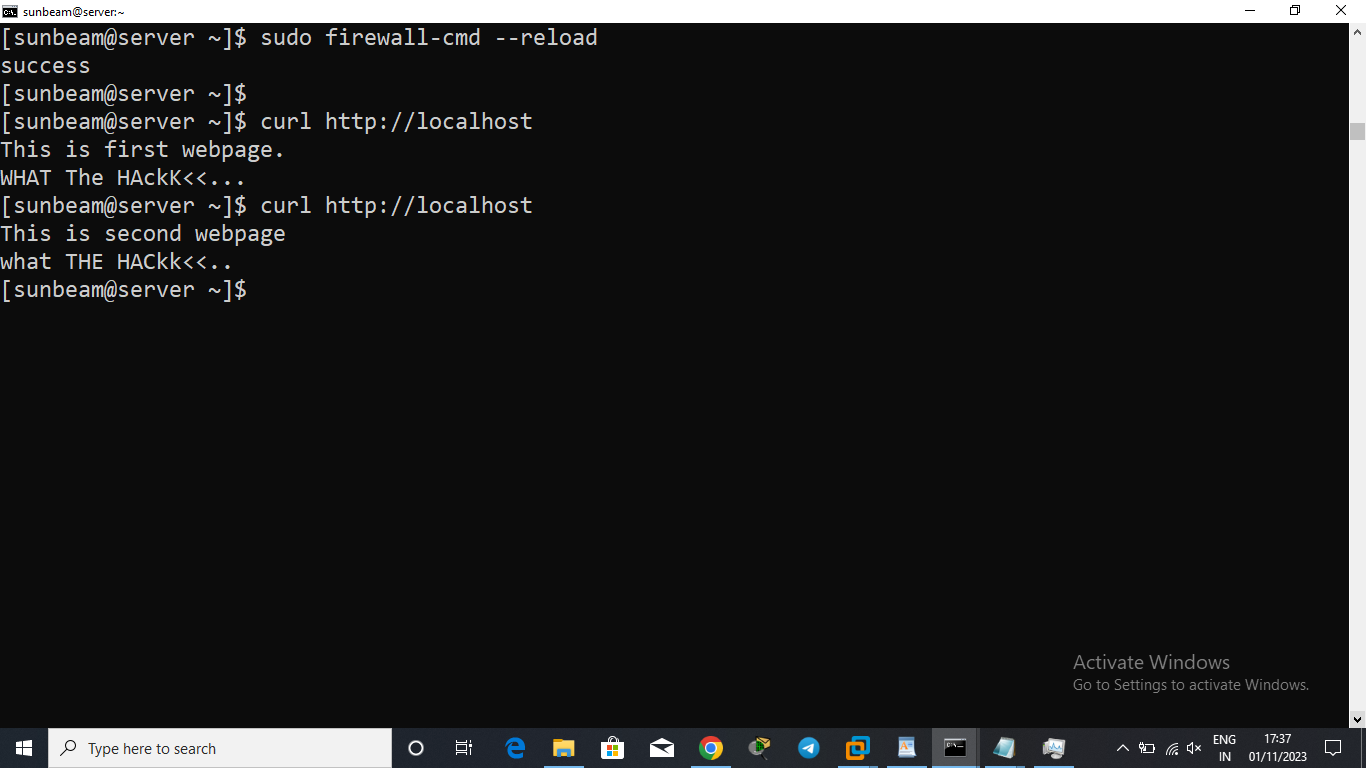 sunbeam@server:~
[sunbeam@server ~]$ sudo firewall-cmd --reload
success
[sunbeam@server ~]$
[sunbeam@server ~]$ curl http://localhost
This is first webpage.
WHAT The HAckK<<...
[sunbeam@server ~]$ curl http://localhost
This is second webpage
what THE HACkk<<..
[sunbeam@server ~]$
Activate Windows
Go to Settings to activate Windows.
Type here to search
ENG
IN
17:37
01/11/2023